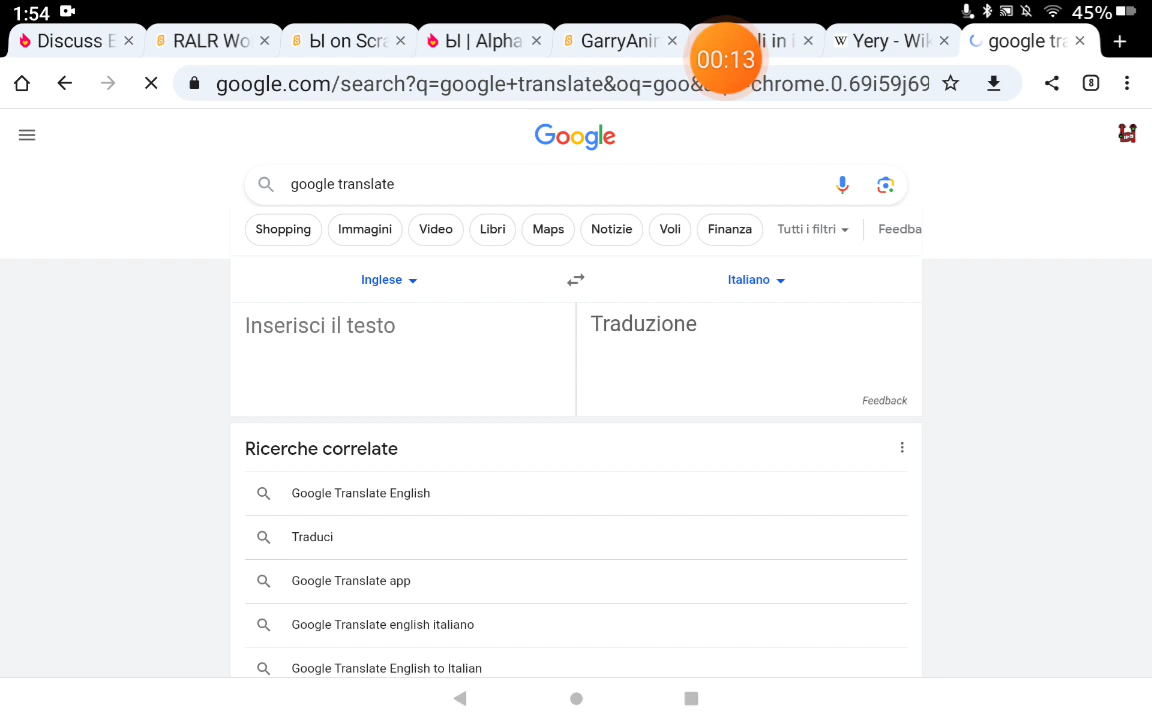 1:54 45%
Discuss RALR Wo Ы on Scra Ы | Alpha GarryAnir li in i W Yery - Wik google tra
00:13
google.com/search?q=google+translate&oq=goo& chrome.0.69i59j69 8
Google
google translate
Shopping Immagini Video Libri Maps Notizie Voli Finanza Tutti i filtri Feedba
Inglese Italiano
Inserisci il testo Traduzione
Feedback
Ricerche correlate
Google Translate English
Traduci
Google Translate app
Google Translate english italiano
Google Translate English to Italian